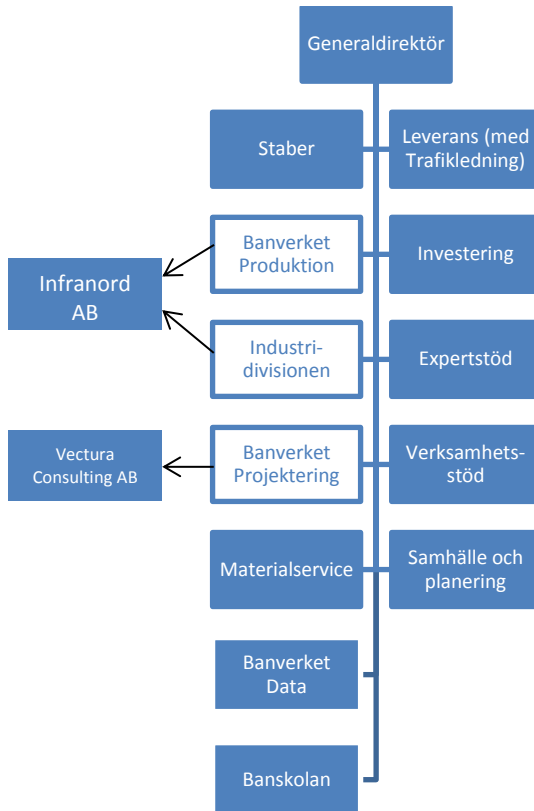 Generaldirektör
Staber
Leverans (med
Trafikledning)
Banverket
Produktion
Investering
Infranord
AB
Industri-
divisionen
Expertstöd
Vectura
Consulting AB
Banverket
Projektering
Verksamhets-
stöd
Materialservice
Samhälle och
planering
Banverket
Data
Banskolan